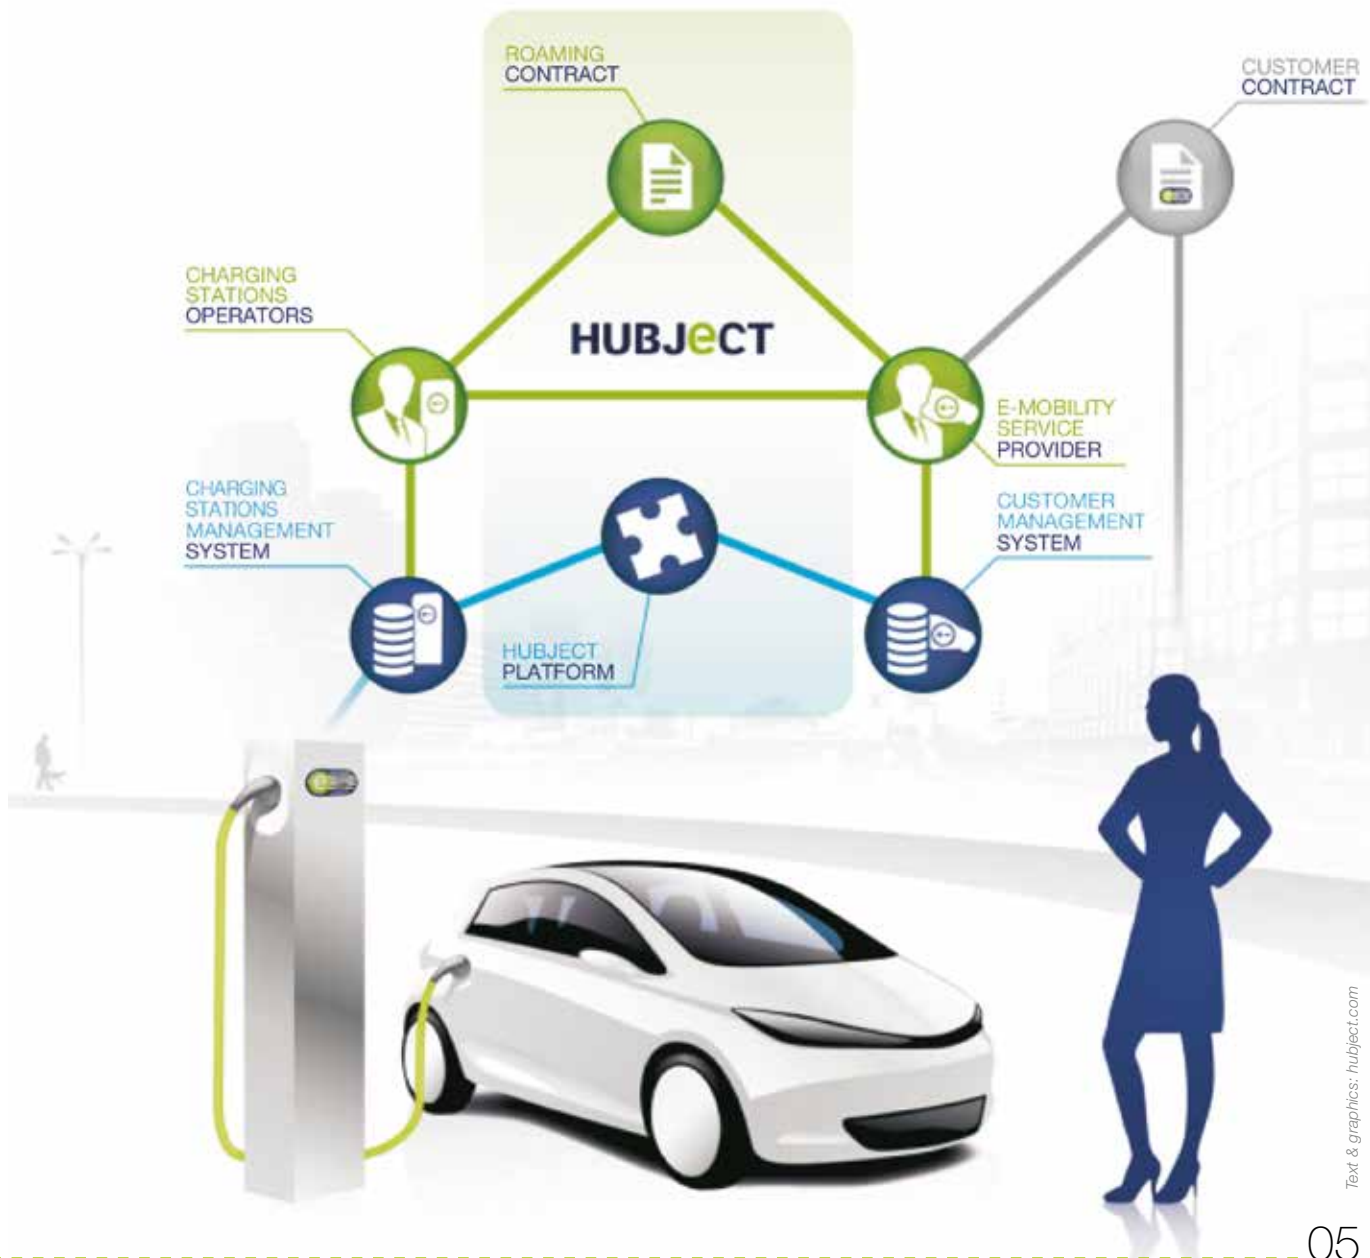 ROAMING
CONTRACT
CUSTOMER
CONTRACT
CHARGING
STATIONS
OPERATORS
HUBJeCT
E-MOBILITY
SERVICE
PROVIDER
CHARGING
STATIONS
MANAGEMENT
SYSTEM
CUSTOMER
MANAGEMENT
SYSTEM
HUBJECT
PLATFORM
Text & graphics: hubject.com
05